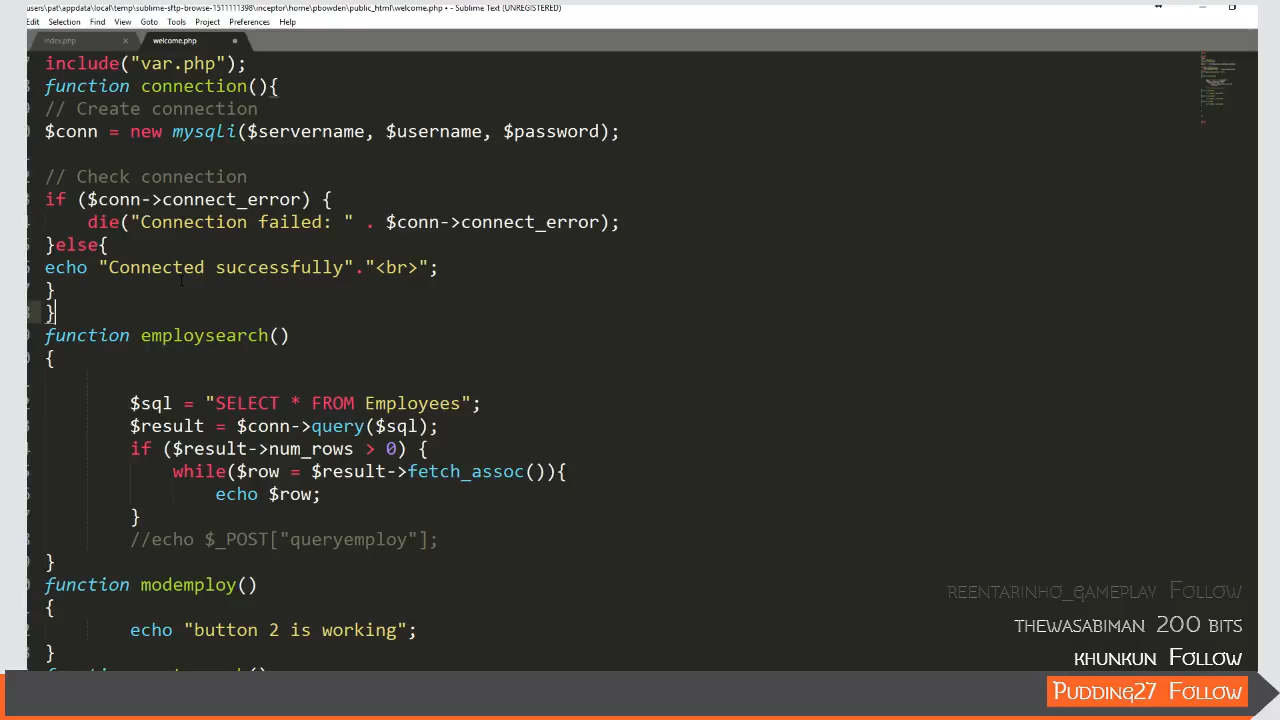 users\pat\appdata\local\temp\sublime-sftp-browse-1511111398\inceptor\home\pbowden\public_html\welcome.php • - Sublime Text (UNREGISTERED)
Edit Selection Find View Goto Tools Project Preferences Help
index.php × welcome.php
include("var.php");
function connection(){
// Create connection
$conn = new mysqli($servername, $username, $password);
// Check connection
if ($conn->connect_error) {
die("Connection failed: " . $conn->connect_error);
}else{
echo "Connected successfully"."<br>";
}
}
function employsearch()
{
$sql = "SELECT * FROM Employees";
$result = $conn->query($sql);
if ($result->num_rows > 0) {
while($row = $result->fetch_assoc()){
echo $row;
}
//echo $_POST["queryemploy"];
}
function modemploy()
{
echo "button 2 is working";
}
REENTARINHO_GAMEPLAY FOLLOW
THEWASABIMAN 200 BITS
KHUNKUN FOLLOW
PUDDING27 FOLLOW